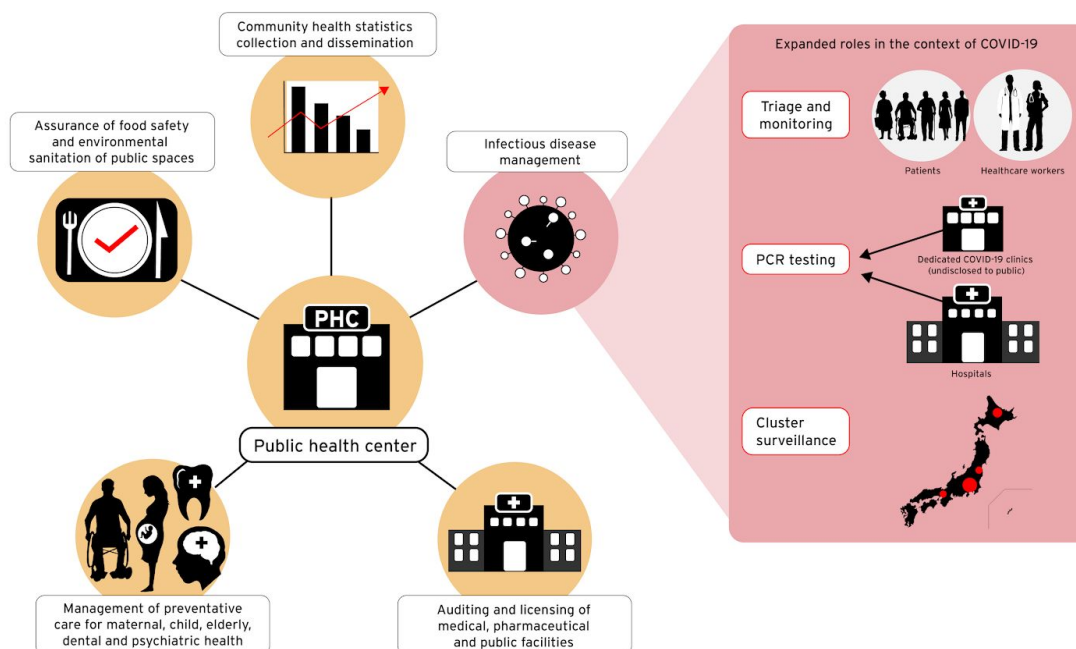 Community health statistics
collection and dissemination
Assurance of food safety
and environmental
sanitation of public spaces
Infectious disease
management
PHC
Public health center
Management of preventative
care for maternal, child, elderly,
dental and psychiatric health
Auditing and licensing of
medical, pharmaceutical
and public facilities
Expanded roles in the context of COVID-19
Triage and
monitoring
Patients
Healthcare workers
PCR testing
Dedicated COVID-19 clinics
(undisclosed to public)
Hospitals
Cluster
surveillance